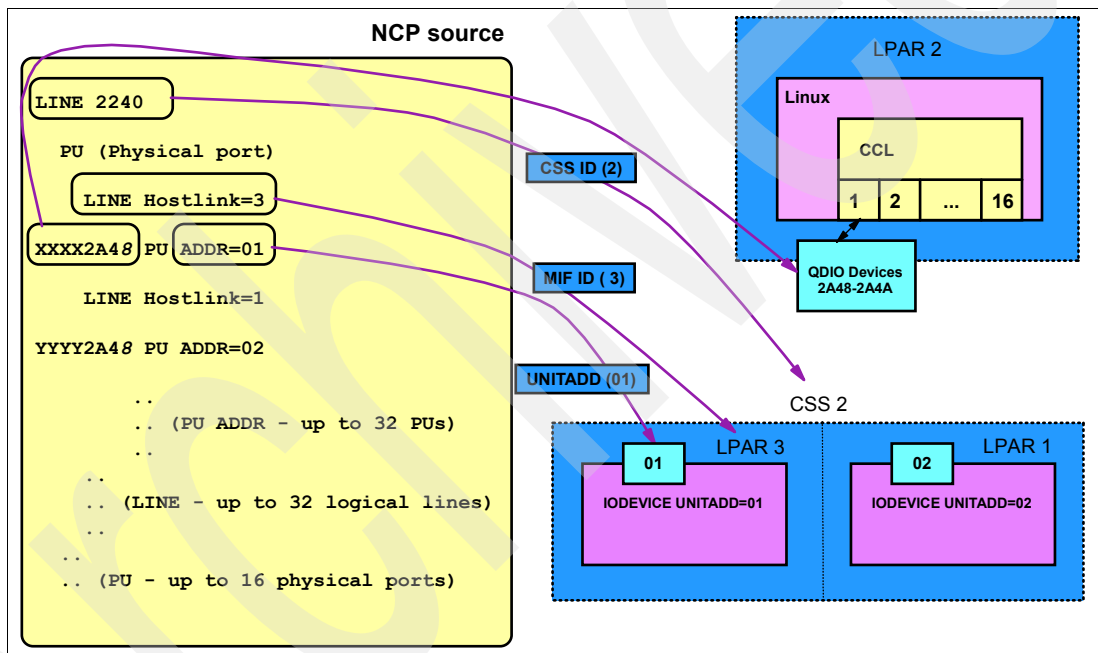 NCP source
LINE 2240
PU (Physical port)
LINE Hostlink=3
XXXX2A48 PU ADDR=01
LINE Hostlink=1
YYYY2A48 PU ADDR=02
..
.. (PU ADDR - up to 32 PUs)
..
..
.. (LINE - up to 32 logical lines)
..
..
.. (PU - up to 16 physical ports)
CSS ID (2)
MIF ID ( 3)
UNITADD (01)
LPAR 2
Linux
CCL
1 2 ... 16
QDIO Devices
2A48-2A4A
CSS 2
LPAR 3
01
IODEVICE UNITADD=01
LPAR 1
02
IODEVICE UNITADD=02